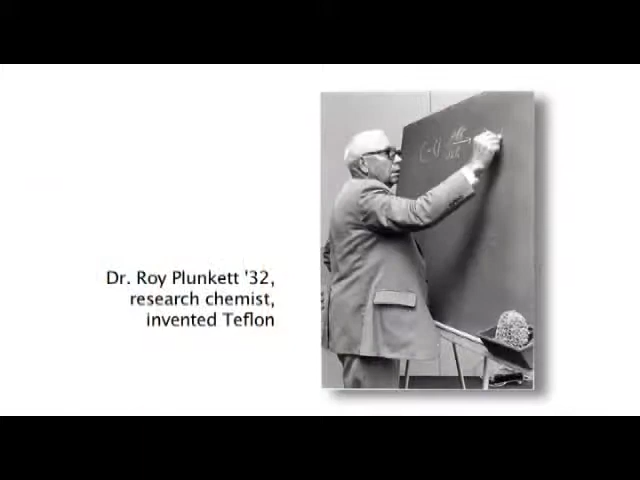 Dr. Roy Plunkett '32,
research chemist,
invented Teflon